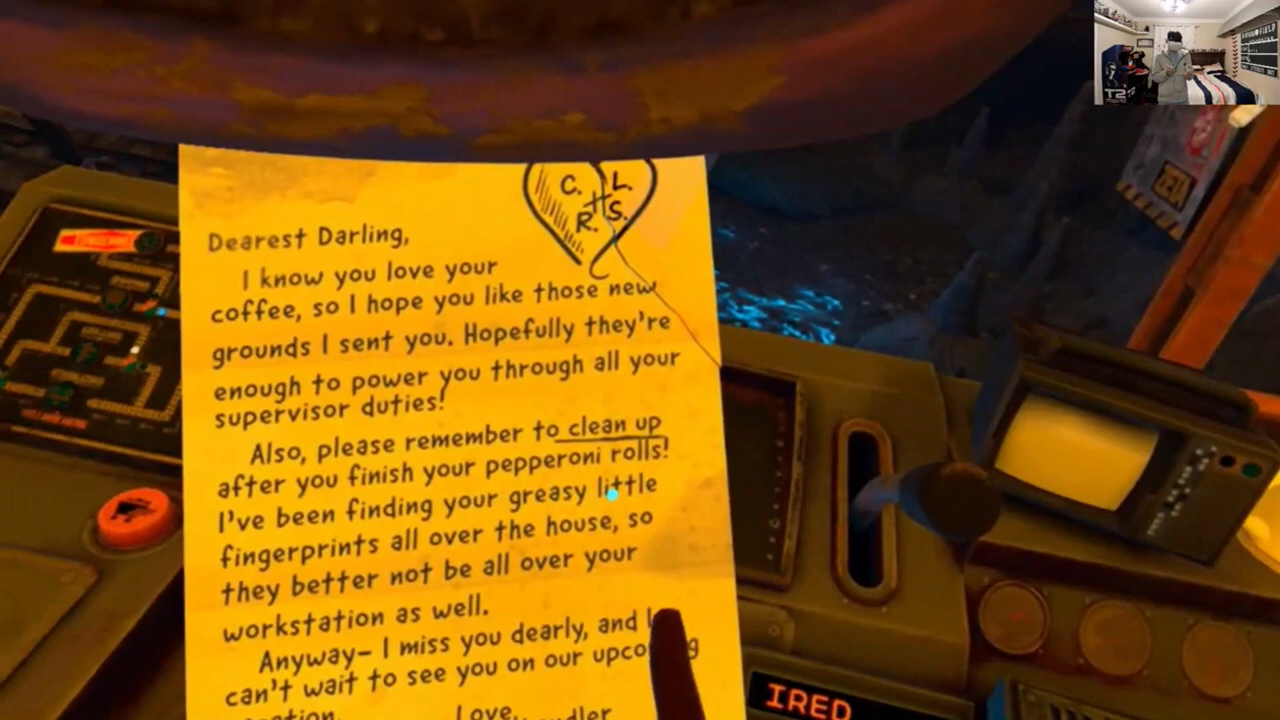 C. L.
R. S.
Dearest Darling,
I know you love your
coffee, so I hope you like those new
grounds I sent you. Hopefully they're
enough to power you through all your
supervisor duties!
Also, please remember to clean up
after you finish your pepperoni rolls!
I've been finding your greasy little
fingerprints all over the house, so
they better not be all over your
workstation as well.
Anyway- I miss you dearly, and I
can't wait to see you on our upcoming
Love,
IRED
T2